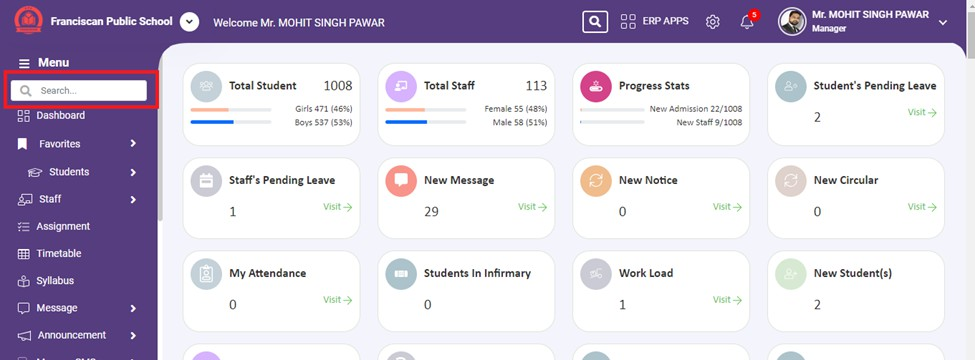 Franciscan Public School
Welcome Mr. MOHIT SINGH PAWAR
ERP APPS
5
Mr. MOHIT SINGH PAWAR
Manager
Menu
Search...
Dashboard
Favorites
Students
Staff
Assignment
Timetable
Syllabus
Message
Announcement
Total Student 1008
Girls 471 (46%)
Boys 537 (53%)
Total Staff 113
Female 55 (48%)
Male 58 (51%)
Progress Stats
New Admission 22/1008
New Staff 9/1008
Student's Pending Leave
2 Visit
Staff's Pending Leave
1 Visit
New Message
29 Visit
New Notice
0 Visit
New Circular
0 Visit
My Attendance
0 Visit
Students In Infirmary
0
Work Load
1 Visit
New Student(s)
2